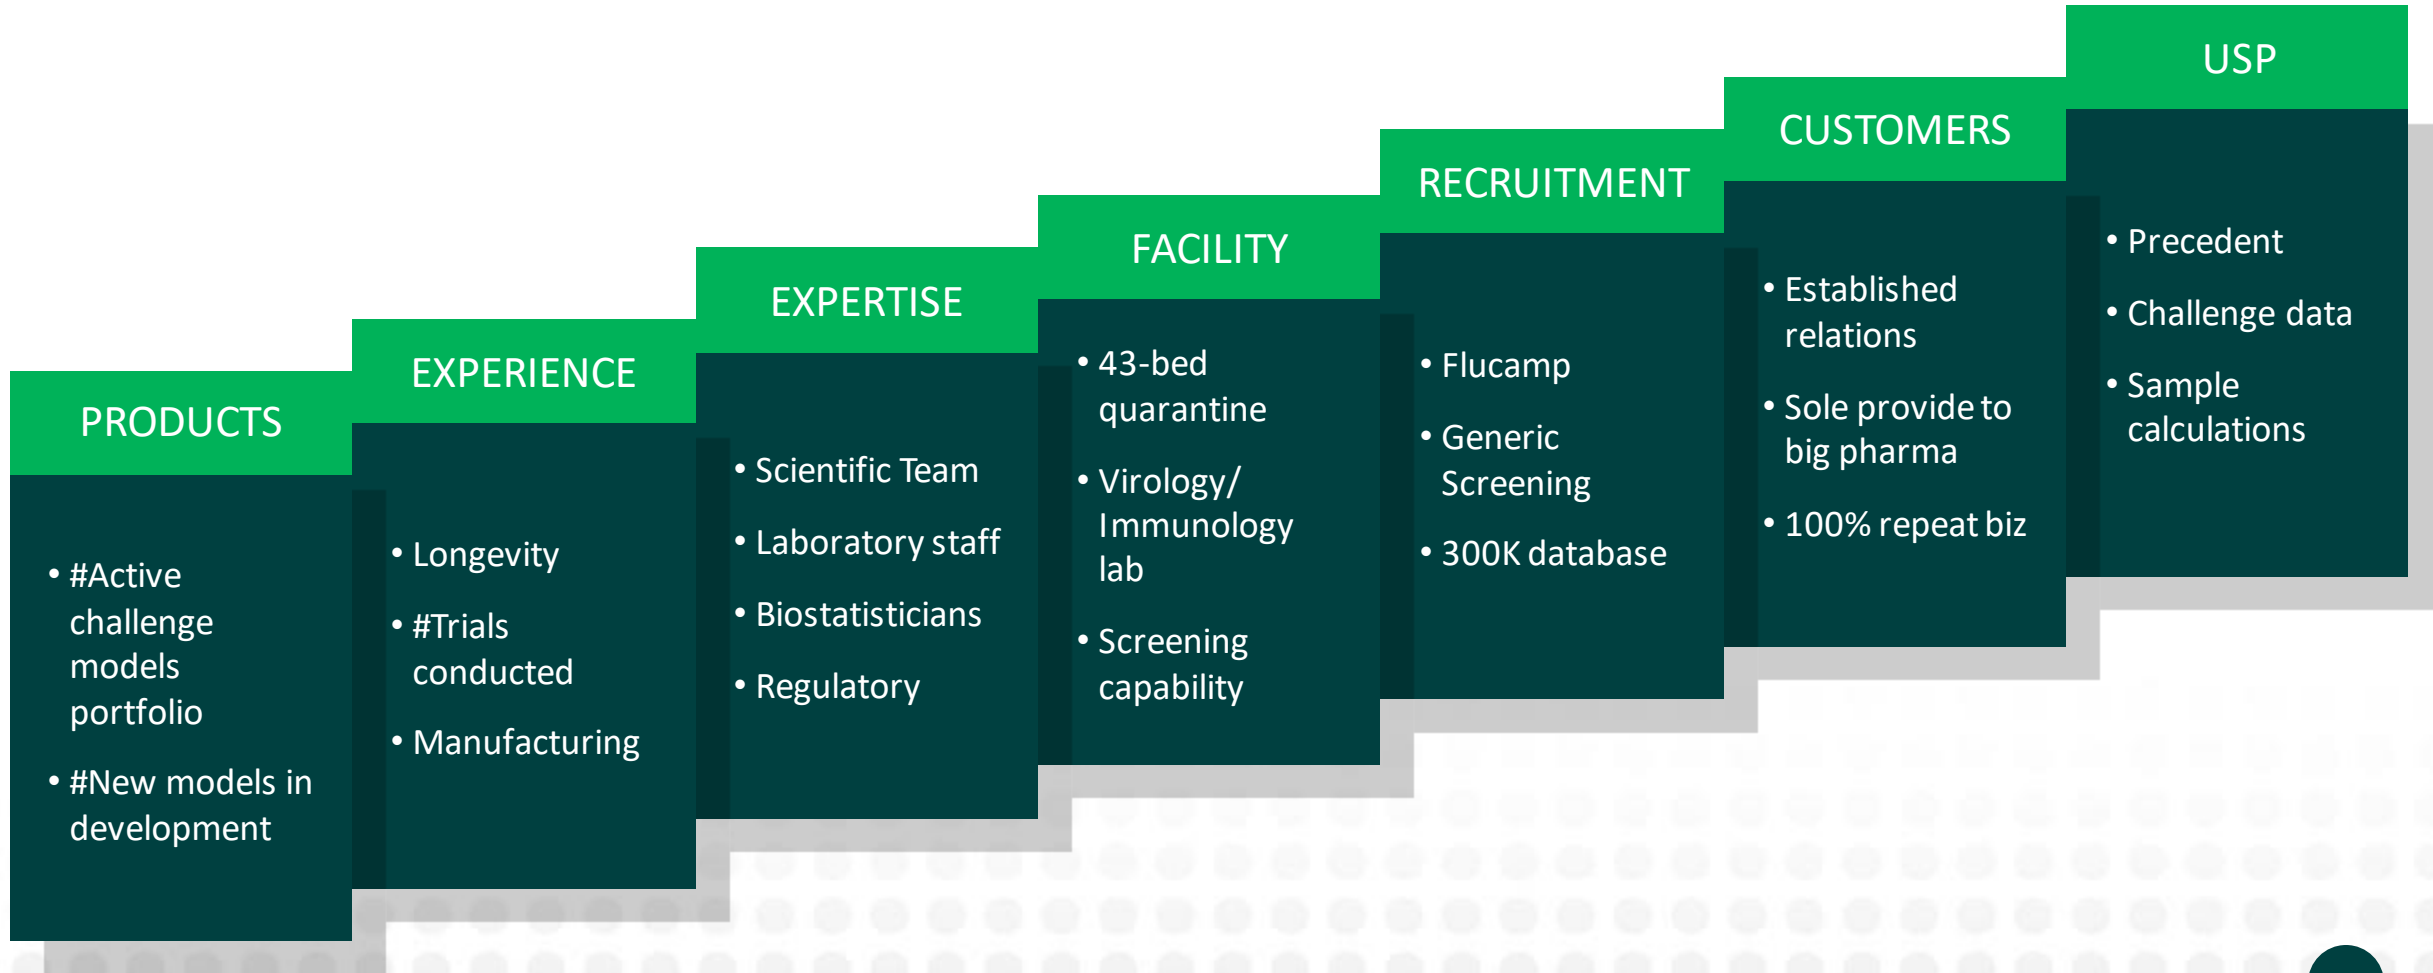 PRODUCTS
• #Active
challenge
models
portfolio
• #New models in
development
EXPERIENCE
• Longevity
• #Trials
conducted
• Manufacturing
EXPERTISE
• Scientific Team
• Laboratory staff
• Biostatisticians
• Regulatory
FACILITY
• 43-bed
quarantine
• Virology/
Immunology
lab
• Screening
capability
RECRUITMENT
• Flucamp
• Generic
Screening
• 300K database
CUSTOMERS
• Established
relations
• Sole provide to
big pharma
• 100% repeat biz
USP
• Precedent
• Challenge data
• Sample
calculations